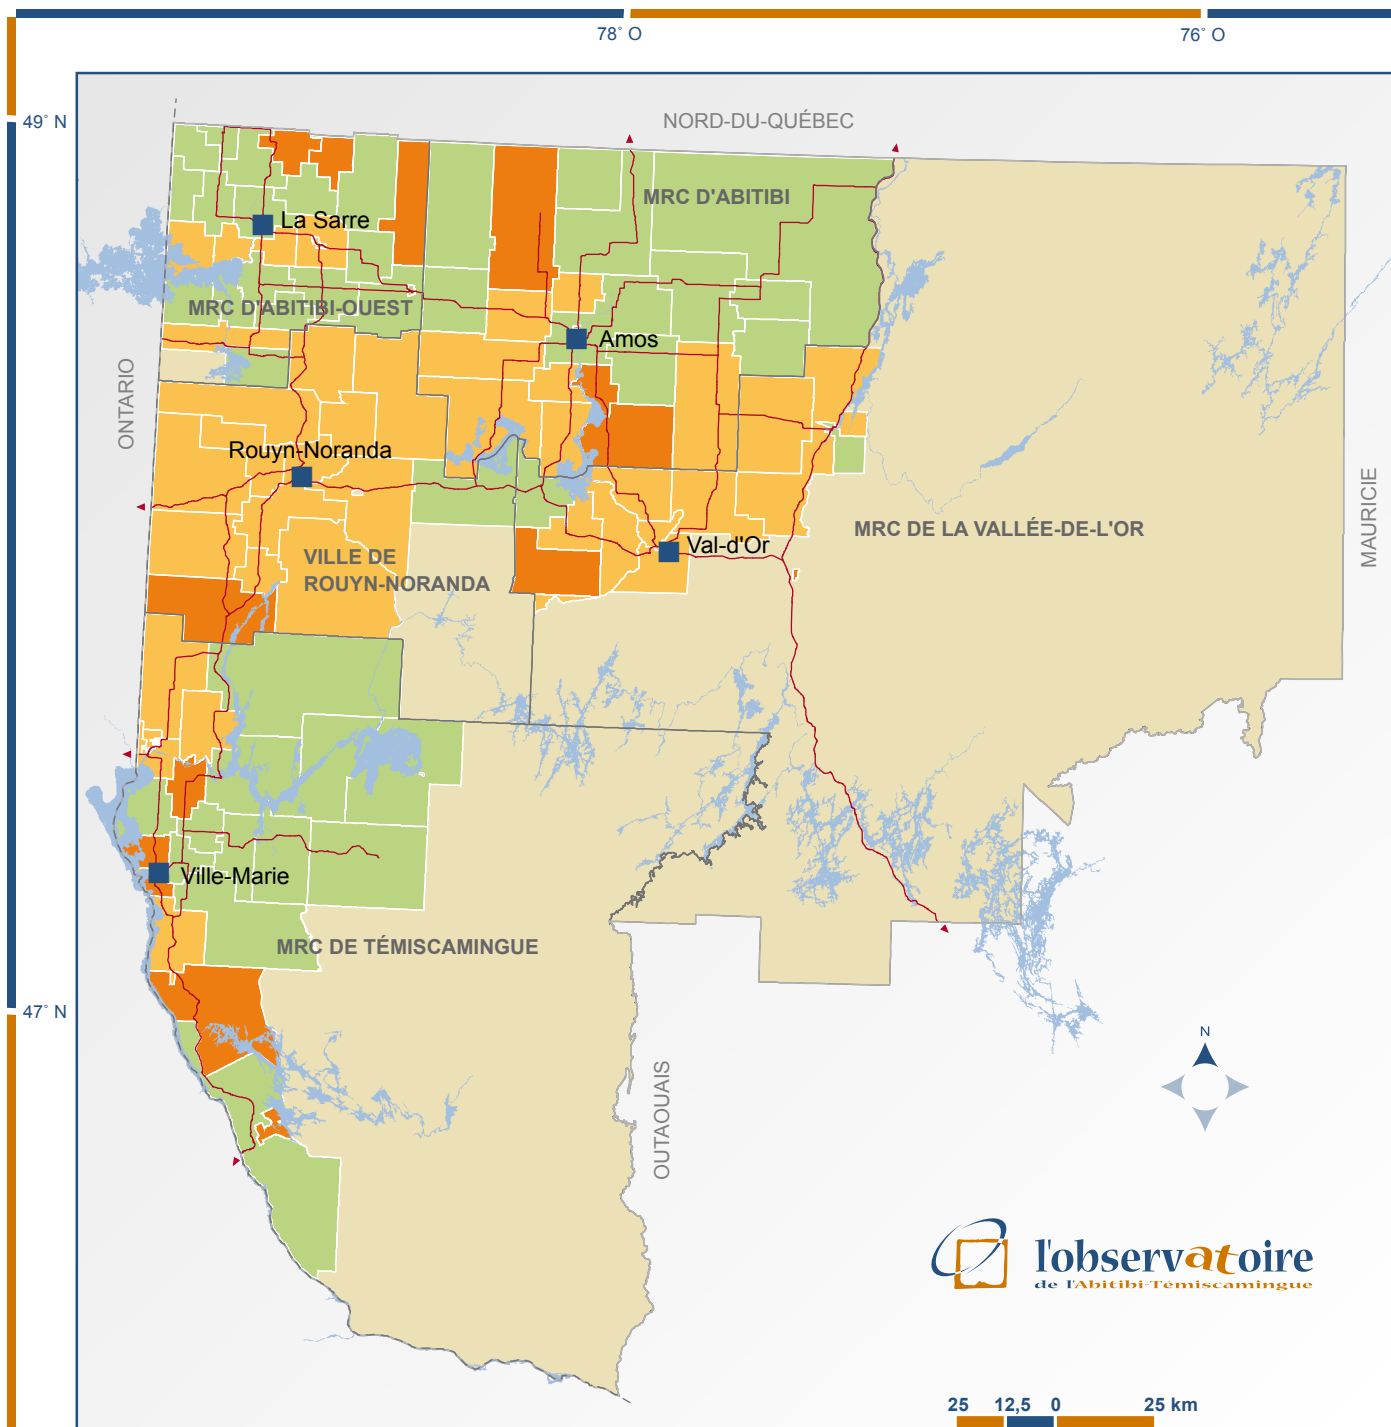 78° O
76° O
49° N
NORD-DU-QUÉBEC
MRC D'ABITIBI
La Sarre
MRC D'ABITIBI-OUEST
Amos
ONTARIO
Rouyn-Noranda
MAURICIE
MRC DE LA VALLÉE-DE-L'OR
Val-d'Or
VILLE DE
ROUYN-NORANDA
Ville-Marie
MRC DE TÉMISCAMINGUE
47° N
N
OUTAOUAIS
l'observatoire
de l'Abitibi-Témiscamingue
25 12,5 0 25 km